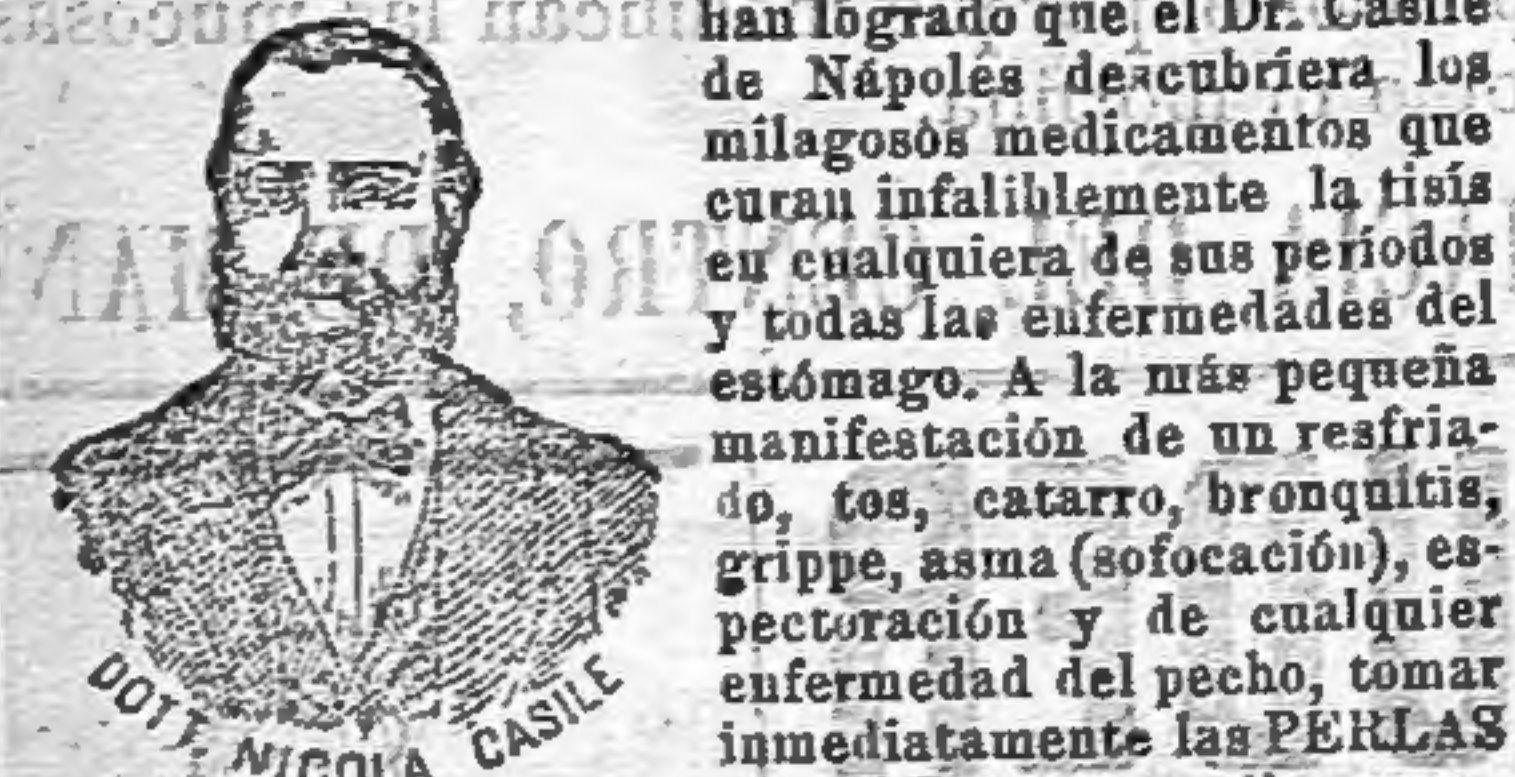 han logrado que el Dr. Casile
de Nápoles descubriera los
milagosos medicamentos que
curan infaliblemente la tisís
en cualquiera de sus períodos
y todas las enfermedades del
estómago. A la más pequeña
manifestación de un resfria-
do, tos, catarro, bronquitis,
grippe, asma (sofocación), es-
pectoración y de cualquier
enfermedad del pecho, tomar
inmediatamente las PERLAS
DOTT. NICOLA CASILE